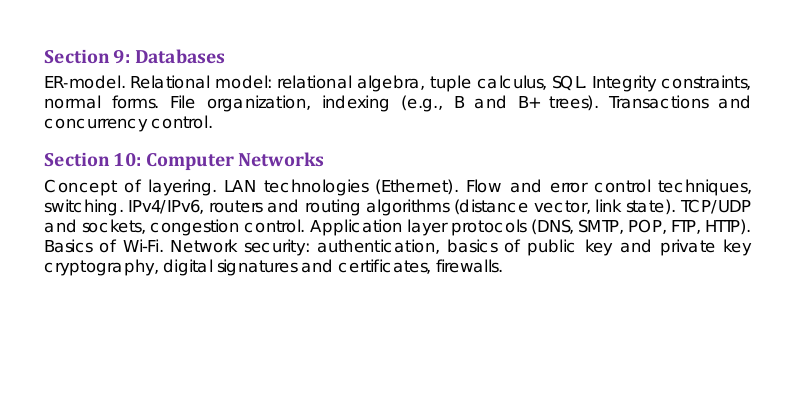 Section 9: Databases
ER-model. Relational model: relational algebra, tuple calculus, SQL. Integrity constraints,
normal forms. File organization, indexing (e.g., B and B+ trees). Transactions and
concurrency control.
Section 10: Computer Networks
Concept of layering. LAN technologies (Ethernet). Flow and error control techniques,
switching. IPv4/IPv6, routers and routing algorithms (distance vector, link state). TCP/UDP
and sockets, congestion control. Application layer protocols (DNS, SMTP, POP, FTP, HTTP).
Basics of Wi-Fi. Network security: authentication, basics of public key and private key
cryptography, digital signatures and certificates, firewalls.